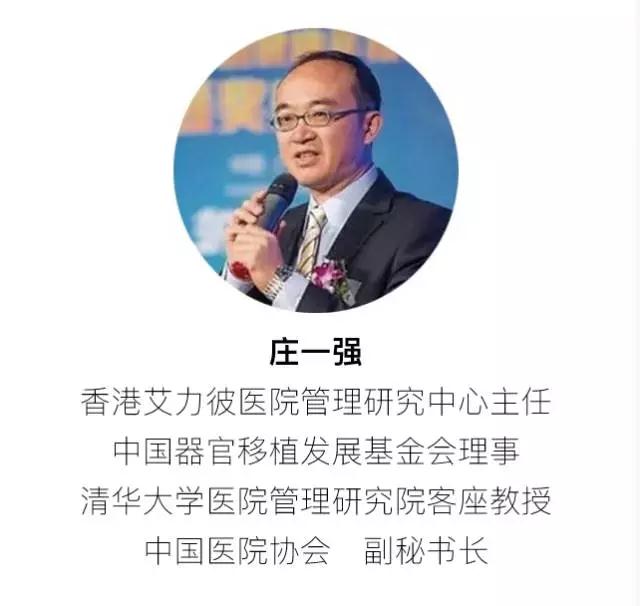 庄一强
香港艾力彼医院管理研究中心主任
中国器官移植发展基金会理事
清华大学医院管理研究院客座教授
中国医院协会　副秘书长